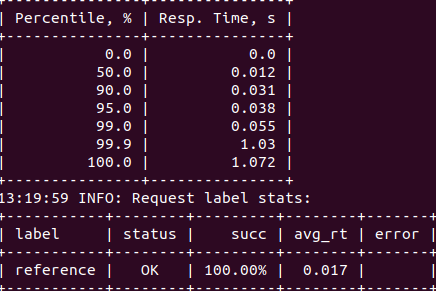 +---------------+---------------+
| Percentile, % | Resp. Time, s |
+---------------+---------------+
|           0.0 |           0.0 |
|          50.0 |         0.012 |
|          90.0 |         0.031 |
|          95.0 |         0.038 |
|          99.0 |         0.055 |
|          99.9 |          1.03 |
|         100.0 |         1.072 |
+---------------+---------------+
13:19:59 INFO: Request label stats:
+-----------+--------+---------+--------+-------+
| label     | status |    succ | avg_rt | error |
+-----------+--------+---------+--------+-------+
| reference |   OK   | 100.00% |  0.017 |       |
+-----------+--------+---------+--------+-------+